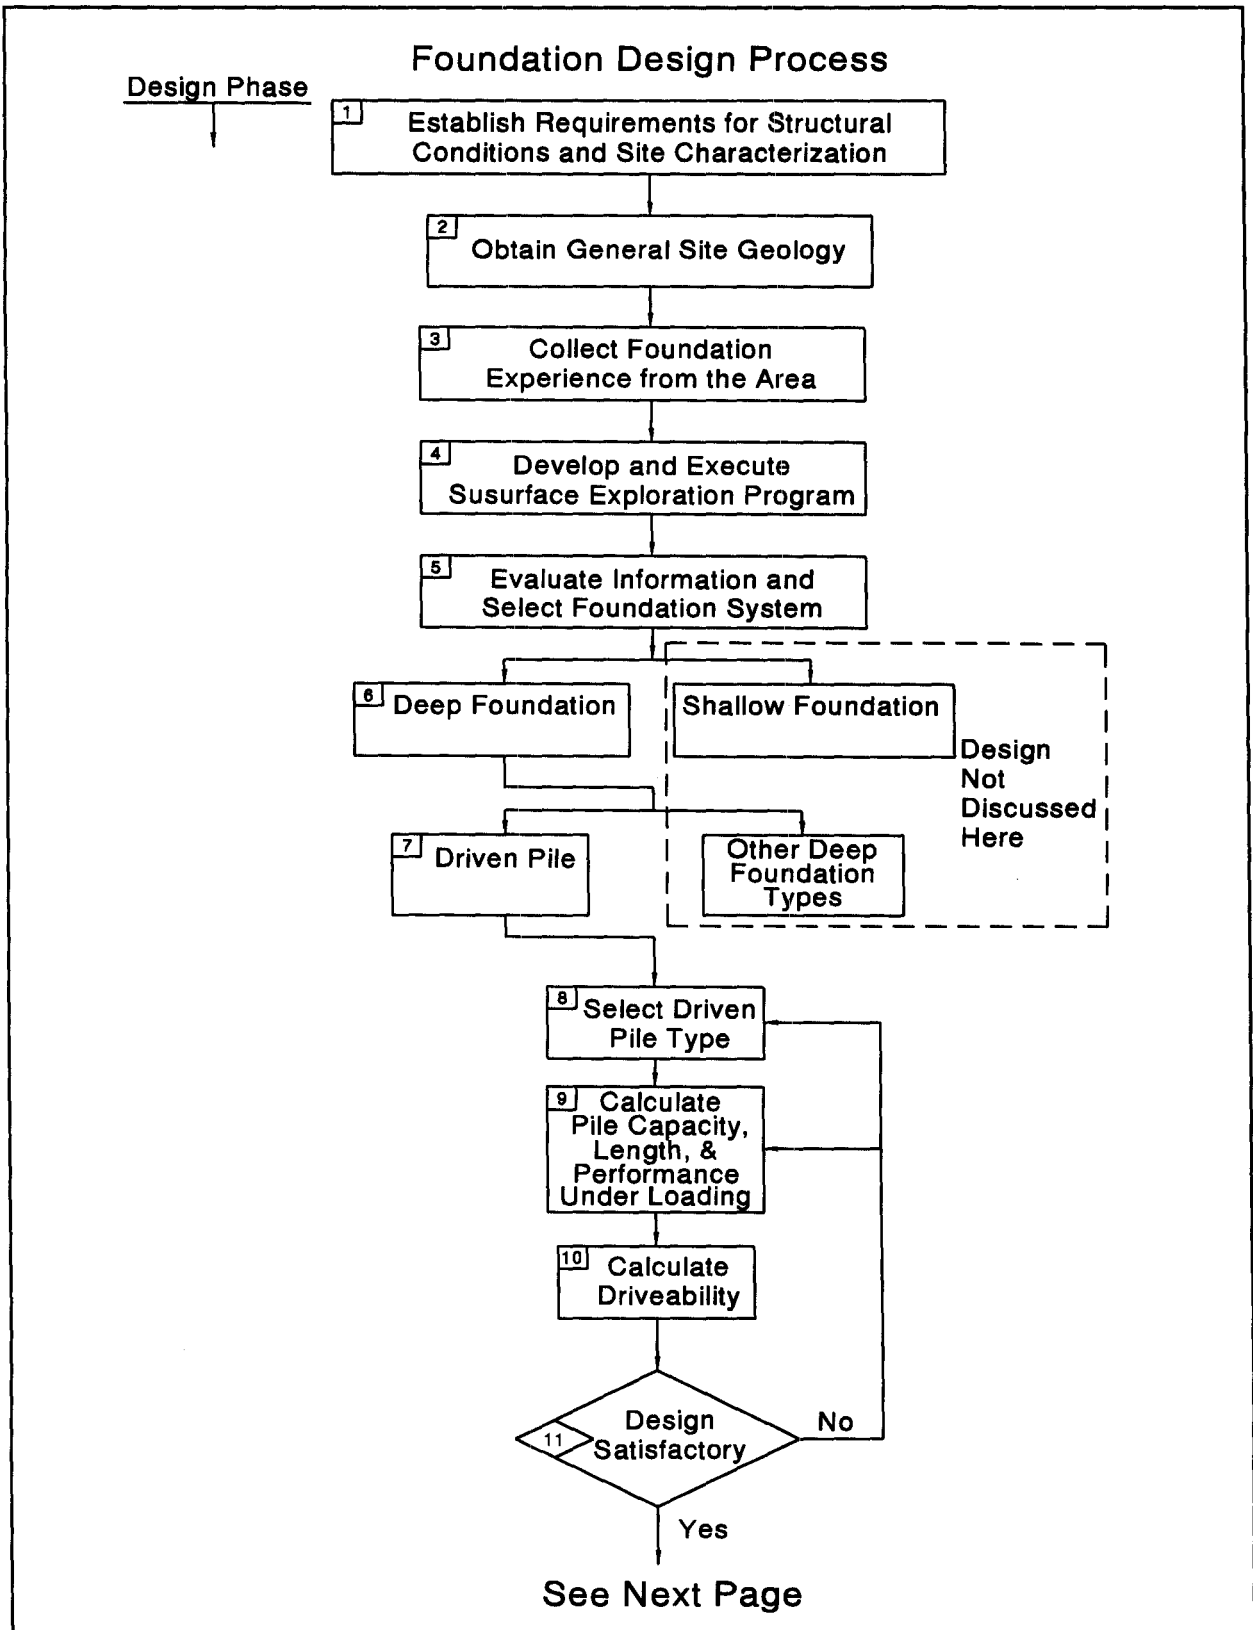 Foundation Design Process
Design Phase
1
Establish Requirements for Structural
Conditions and Site Characterization
2
Obtain General Site Geology
3
Collect Foundation
Experience from the Area
4
Develop and Execute
Susurface Exploration Program
5
Evaluate Information and
Select Foundation System
6
Deep Foundation
Shallow Foundation
Design
Not
Discussed
Here
7
Driven Pile
Other Deep
Foundation
Types
8
Select Driven
Pile Type
9
Calculate
Pile Capacity,
Length, &
Performance
Under Loading
10
Calculate
Driveability
11
Design
Satisfactory
No
Yes
See Next Page